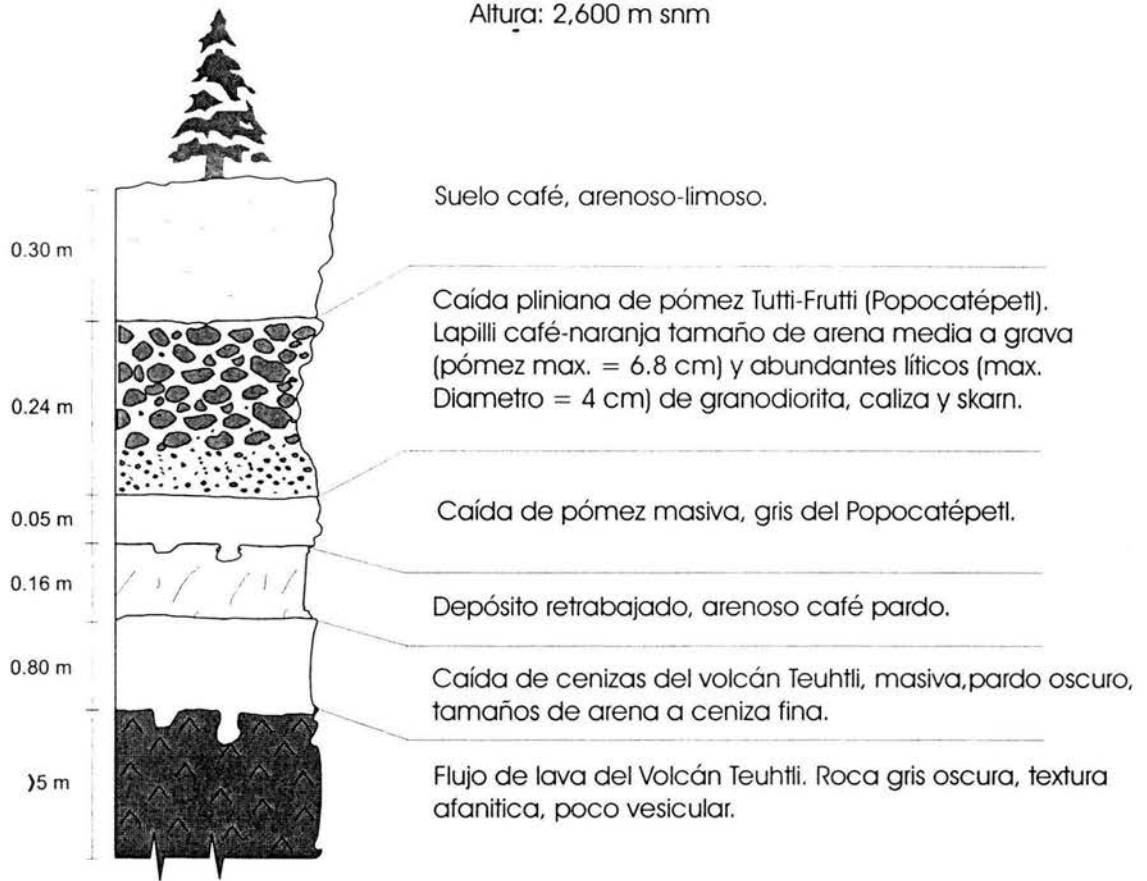 Altura: 2,600 m snm
0.30 m
Suelo café, arenoso-limoso.
0.24 m
Caída pliniana de pómez Tutti-Frutti (Popocatépetl).
Lapilli café-naranja tamaño de arena media a grava
(pómez max. = 6.8 cm) y abundantes líticos (max.
Diametro = 4 cm) de granodiorita, caliza y skarn.
0.05 m
Caída de pómez masiva, gris del Popocatépetl.
0.16 m
Depósito retrabajado, arenoso café pardo.
0.80 m
Caída de cenizas del volcán Teuhtli, masiva,pardo oscuro,
tamaños de arena a ceniza fina.
⟩5 m
Flujo de lava del Volcán Teuhtli. Roca gris oscura, textura
afanitica, poco vesicular.